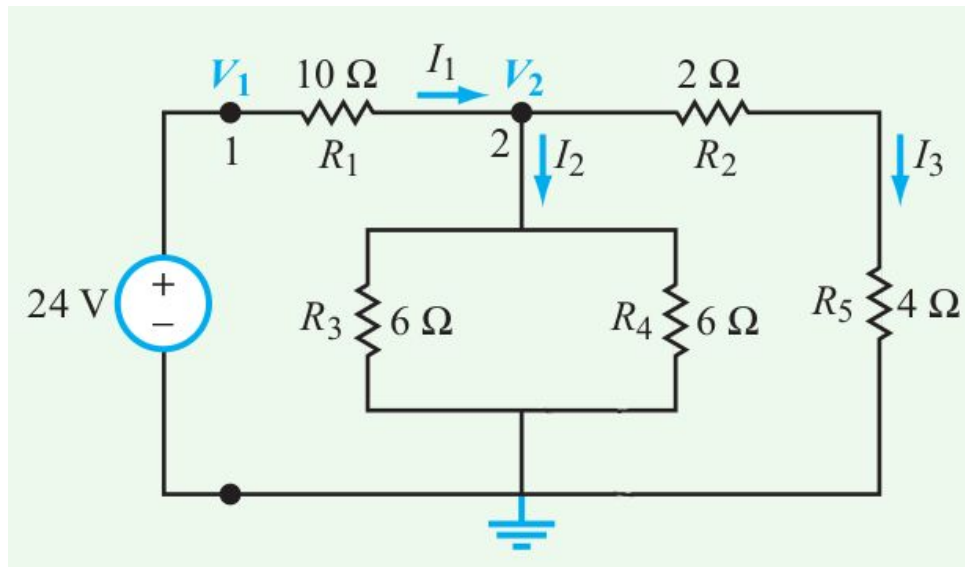 V₁ 10 Ω I₁ V₂ 2 Ω
1 R₁ 2 I₂ R₂ I₃
24 V + − R₃ 6 Ω R₄ 6 Ω R₅ 4 Ω